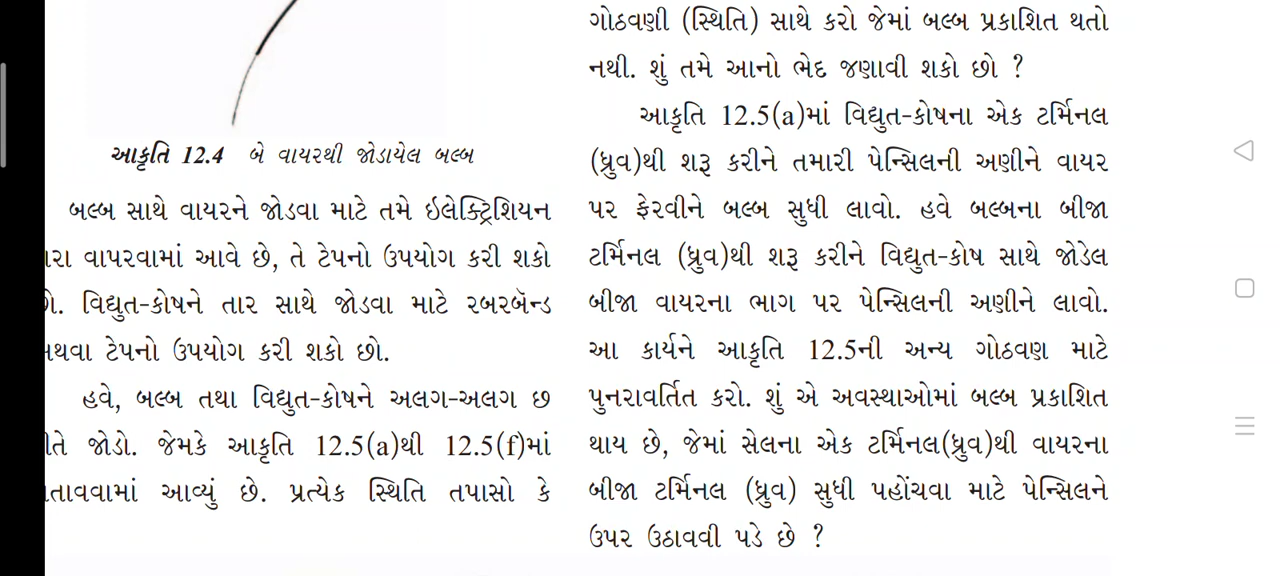 આકૃતિ 12.4 બે વાયરથી જોડાયેલ બલ્બ
બલ્બ સાથે વાયરને જોડવા માટે તમે ઇલેક્ટ્રિશિયન
વાપરવામાં આવે છે, તે ટેપનો ઉપયોગ કરી શકો
વિદ્યુત-કોષને તાર સાથે જોડવા માટે રબરબૅન્ડ
ટેપનો ઉપયોગ કરી શકો છો.
હવે, બલ્બ તથા વિદ્યુત-કોષને અલગ-અલગ છ
જોડો. જેમકે આકૃતિ 12.5(a)થી 12.5(f)માં
આવ્યું છે. પ્રત્યેક સ્થિતિ તપાસો કે
ગોઠવણી (સ્થિતિ) સાથે કરો જેમાં બલ્બ પ્રકાશિત થતો
નથી. શું તમે આનો ભેદ જણાવી શકો છો ?
આકૃતિ 12.5(a)માં વિદ્યુત-કોષના એક ટર્મિનલ
(ધ્રુવ)થી શરૂ કરીને તમારી પેન્સિલની અણીને વાયર
પર ફેરવીને બલ્બ સુધી લાવો. હવે બલ્બના બીજા
ટર્મિનલ (ધ્રુવ)થી શરૂ કરીને વિદ્યુત-કોષ સાથે જોડેલ
બીજા વાયરના ભાગ પર પેન્સિલની અણીને લાવો.
આ કાર્યને આકૃતિ 12.5ની અન્ય ગોઠવણ માટે
પુનરાવર્તિત કરો. શું એ અવસ્થાઓમાં બલ્બ પ્રકાશિત
થાય છે, જેમાં સેલના એક ટર્મિનલ(ધ્રુવ)થી વાયરના
બીજા ટર્મિનલ (ધ્રુવ) સુધી પહોંચવા માટે પેન્સિલને
ઉપર ઉઠાવવી પડે છે ?